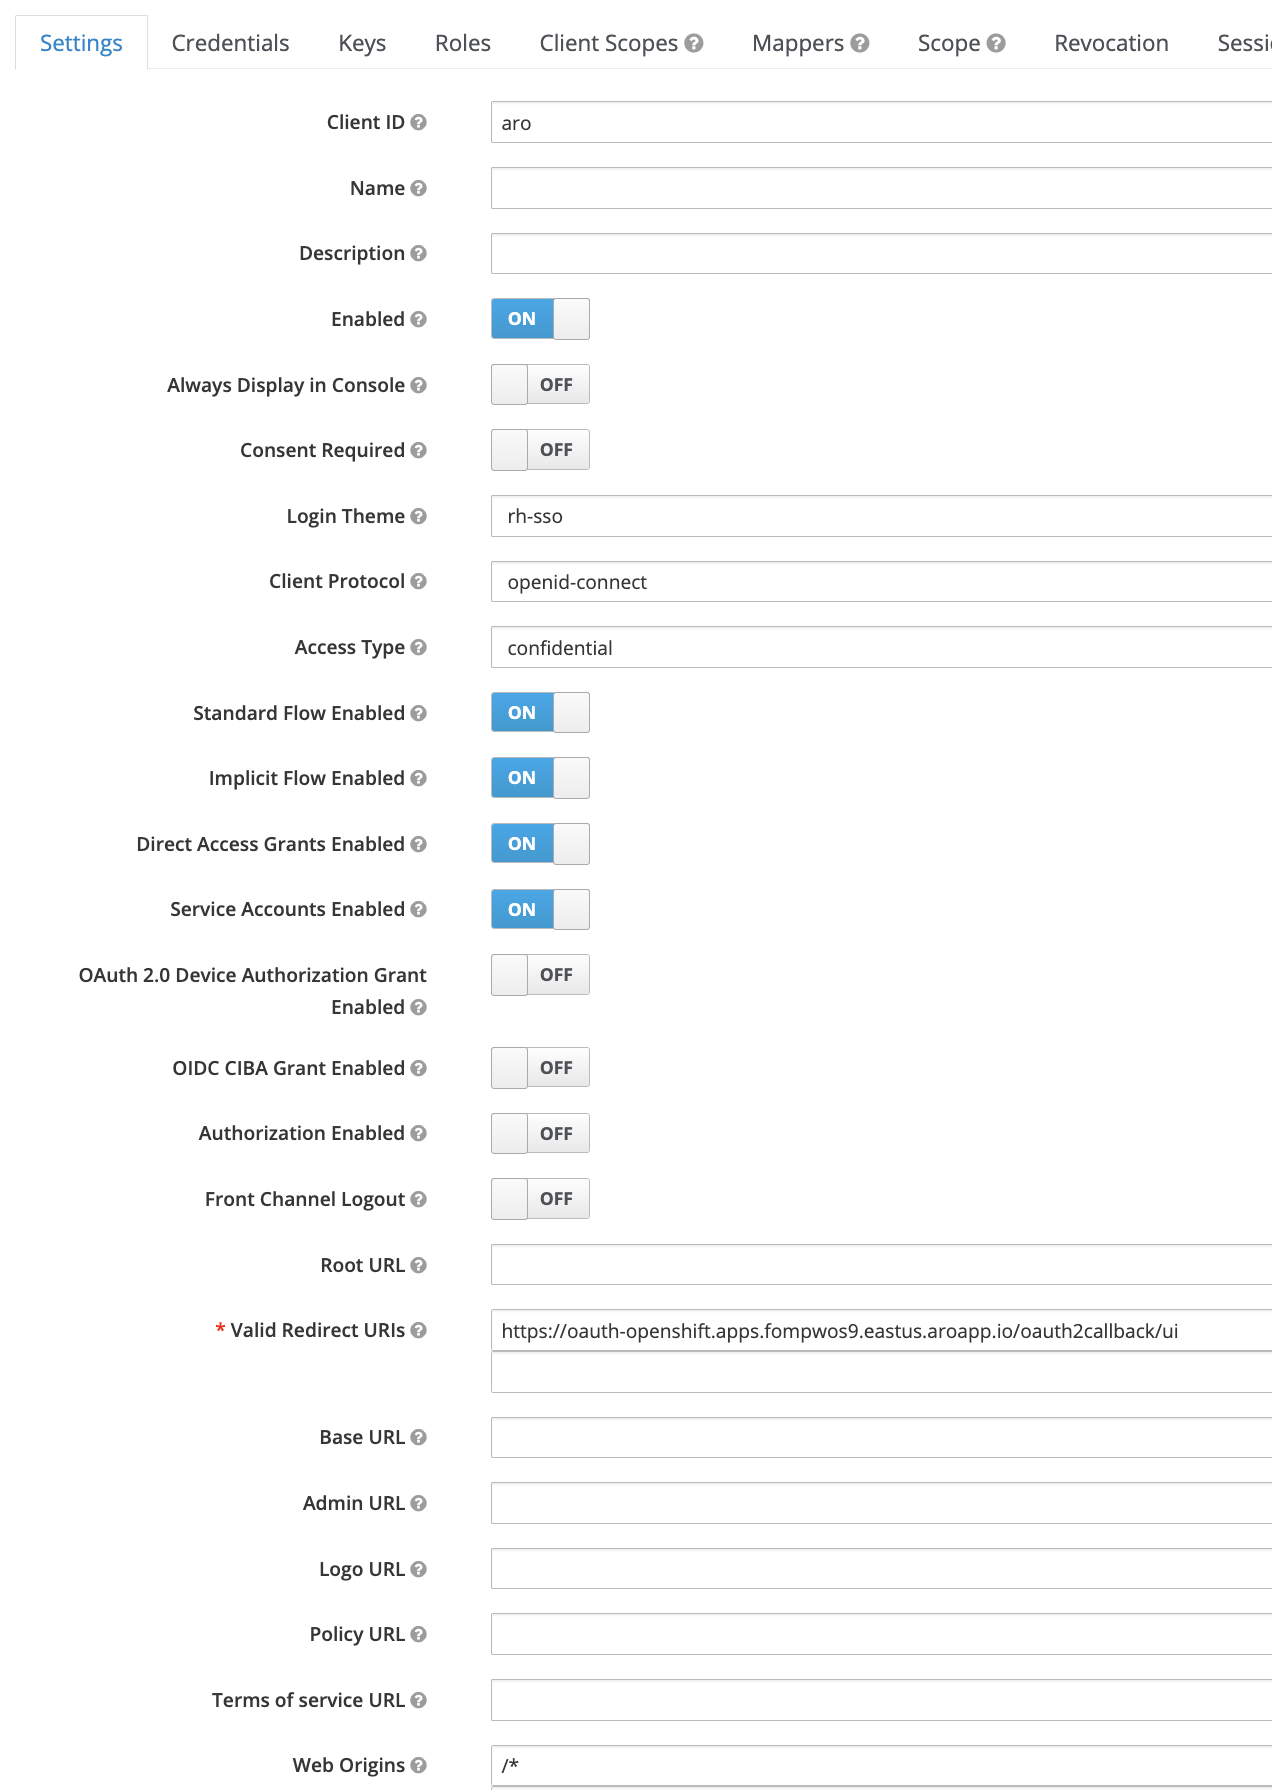 Settings Credentials Keys Roles Client Scopes Mappers Scope Revocation
Client ID aro
Name
Description
Enabled ON
Always Display in Console OFF
Consent Required OFF
Login Theme rh-sso
Client Protocol openid-connect
Access Type confidential
Standard Flow Enabled ON
Implicit Flow Enabled ON
Direct Access Grants Enabled ON
Service Accounts Enabled ON
OAuth 2.0 Device Authorization Grant OFF
Enabled
OIDC CIBA Grant Enabled OFF
Authorization Enabled OFF
Front Channel Logout OFF
Root URL
* Valid Redirect URIs https://oauth-openshift.apps.fompwos9.eastus.aroapp.io/oauth2callback/ui
Base URL
Admin URL
Logo URL
Policy URL
Terms of service URL
Web Origins /*